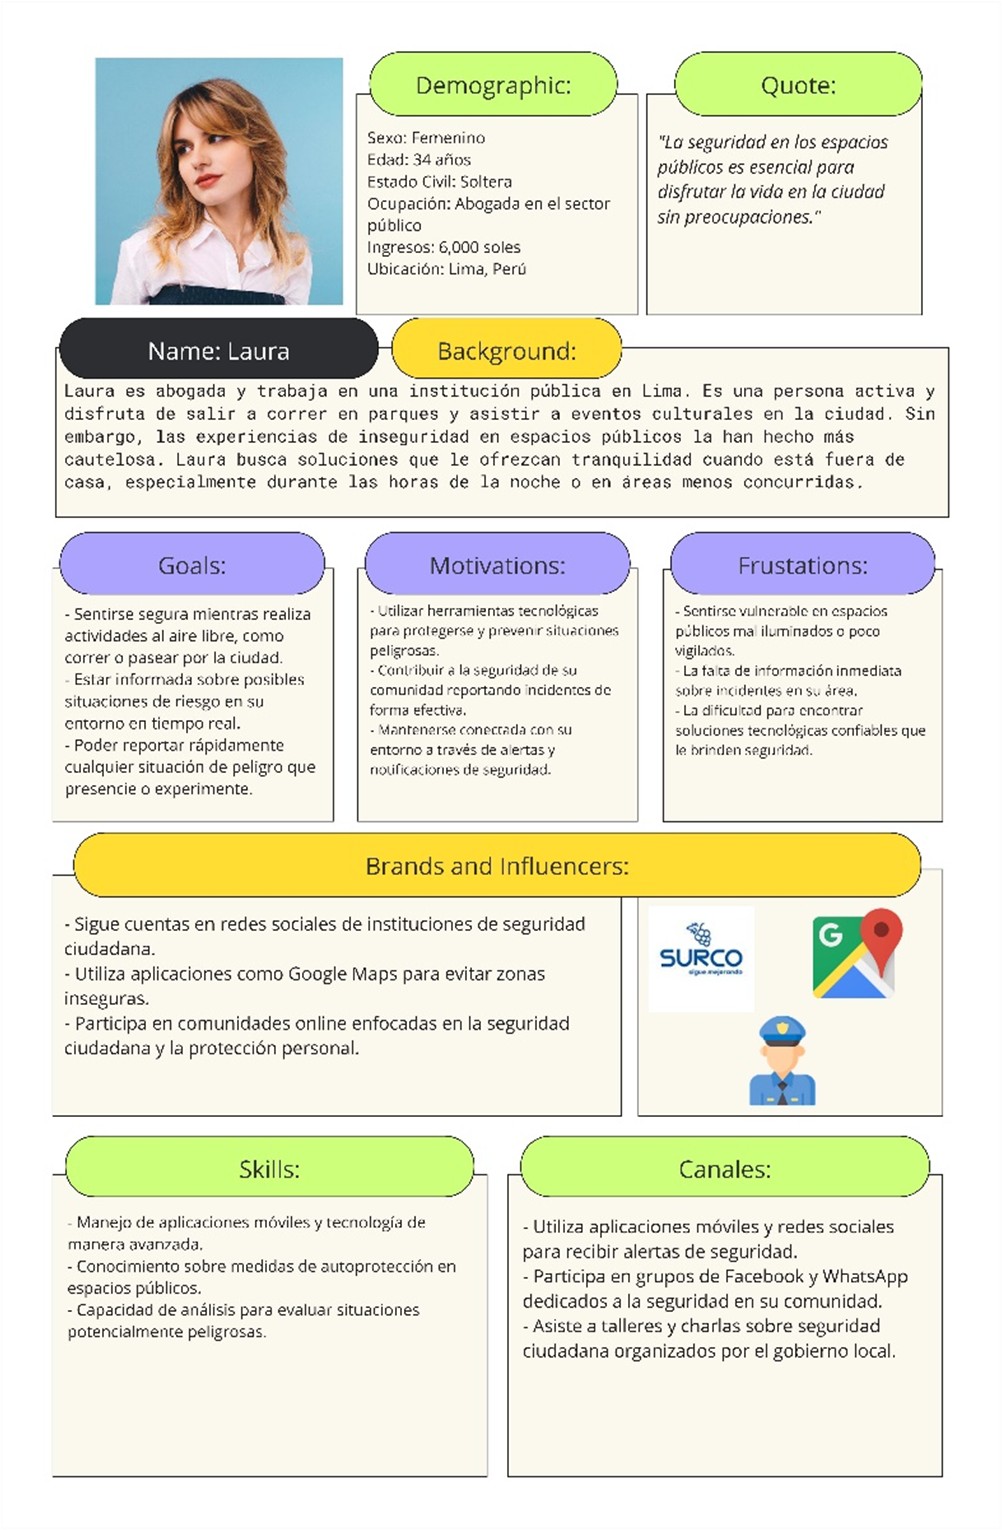 Demographic:
Sexo: Femenino
Edad: 34 años
Estado Civil: Soltera
Ocupación: Abogada en el sector
público
Ingresos: 6,000 soles
Ubicación: Lima, Perú
Quote:
"La seguridad en los espacios
públicos es esencial para
disfrutar la vida en la ciudad
sin preocupaciones."
Name: Laura
Background:
Laura es abogada y trabaja en una institución pública en Lima. Es una persona activa y
disfruta de salir a correr en parques y asistir a eventos culturales en la ciudad. Sin
embargo, las experiencias de inseguridad en espacios públicos la han hecho más
cautelosa. Laura busca soluciones que le ofrezcan tranquilidad cuando está fuera de
casa, especialmente durante las horas de la noche o en áreas menos concurridas.
Goals:
- Sentirse segura mientras realiza
actividades al aire libre, como
correr o pasear por la ciudad.
- Estar informada sobre posibles
situaciones de riesgo en su
entorno en tiempo real.
- Poder reportar rápidamente
cualquier situación de peligro que
presencie o experimente.
Motivations:
- Utilizar herramientas tecnológicas
para protegerse y prevenir situaciones
peligrosas.
- Contribuir a la seguridad de su
comunidad reportando incidentes de
forma efectiva.
- Mantenerse conectada con su
entorno a través de alertas y
notificaciones de seguridad.
Frustations:
- Sentirse vulnerable en espacios
públicos mal iluminados o poco
vigilados.
- La falta de información inmediata
sobre incidentes en su área.
- La dificultad para encontrar
soluciones tecnológicas confiables que
le brinden seguridad.
Brands and Influencers:
- Sigue cuentas en redes sociales de instituciones de seguridad
ciudadana.
- Utiliza aplicaciones como Google Maps para evitar zonas
inseguras.
- Participa en comunidades online enfocadas en la seguridad
ciudadana y la protección personal.
SURCO
sigue mejorando
G
Skills:
- Manejo de aplicaciones móviles y tecnología de
manera avanzada.
- Conocimiento sobre medidas de autoprotección en
espacios públicos.
- Capacidad de análisis para evaluar situaciones
potencialmente peligrosas.
Canales:
- Utiliza aplicaciones móviles y redes sociales
para recibir alertas de seguridad.
- Participa en grupos de Facebook y WhatsApp
dedicados a la seguridad en su comunidad.
- Asiste a talleres y charlas sobre seguridad
ciudadana organizados por el gobierno local.